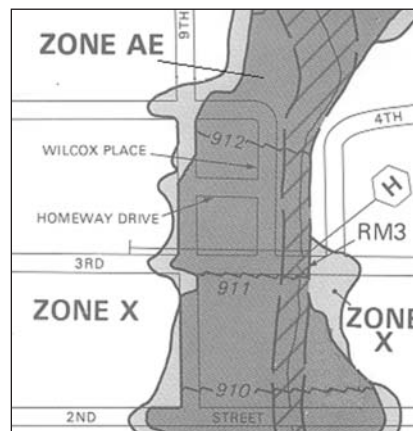 9TH
ZONE AE
4TH
912
WILCOX PLACE
H
HOMEWAY DRIVE
RM3
3RD
911
ZONE X
ZONE
X
910
2ND
STREET